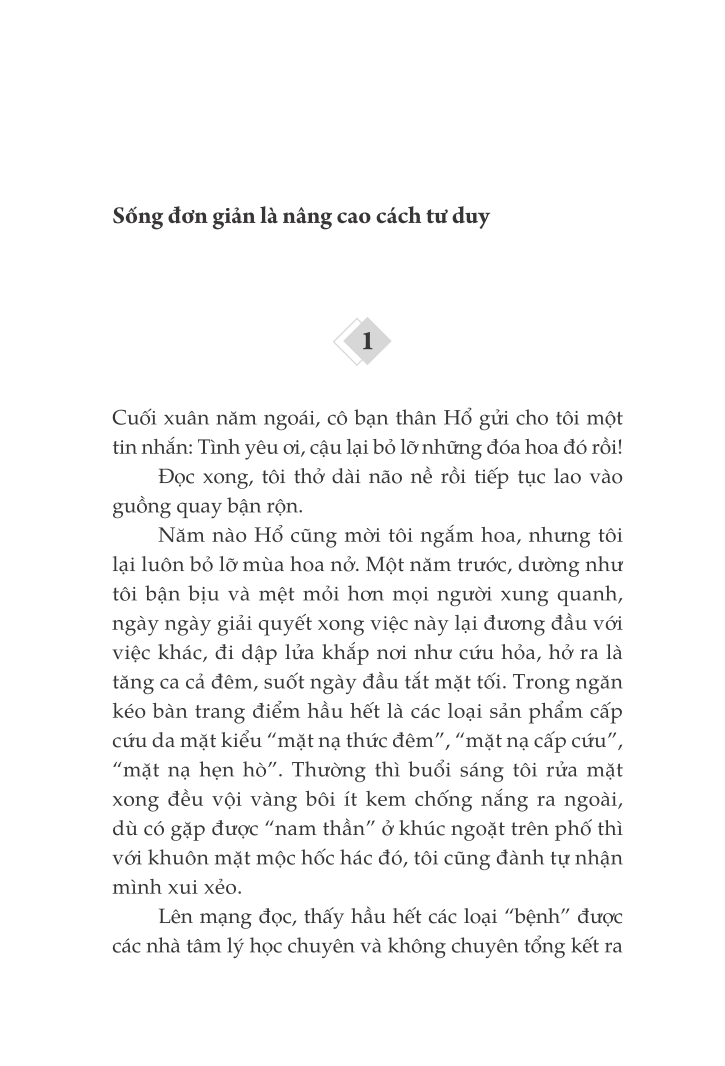 Sống đơn giản là nâng cao cách tư duy
1
Cuối xuân năm ngoái, cô bạn thân Hổ gửi cho tôi một
tin nhắn: Tình yêu ơi, cậu lại bỏ lỡ những đóa hoa đó rồi!
Đọc xong, tôi thở dài não nề rồi tiếp tục lao vào
guồng quay bận rộn.
Năm nào Hổ cũng mời tôi ngắm hoa, nhưng tôi
lại luôn bỏ lỡ mùa hoa nở. Một năm trước, dường như
tôi bận bịu và mệt mỏi hơn mọi người xung quanh,
ngày ngày giải quyết xong việc này lại đương đầu với
việc khác, đi dập lửa khắp nơi như cứu hỏa, hở ra là
tăng ca cả đêm, suốt ngày đầu tắt mặt tối. Trong ngăn
kéo bàn trang điểm hầu hết là các loại sản phẩm cấp
cứu da mặt kiểu “mặt nạ thức đêm”, “mặt nạ cấp cứu”,
“mặt nạ hẹn hò”. Thường thì buổi sáng tôi rửa mặt
xong đều vội vàng bôi ít kem chống nắng ra ngoài,
dù có gặp được “nam thần” ở khúc ngoặt trên phố thì
với khuôn mặt mộc hốc hác đó, tôi cũng đành tự nhận
mình xui xẻo.
Lên mạng đọc, thấy hầu hết các loại “bệnh” được
các nhà tâm lý học chuyên và không chuyên tổng kết ra